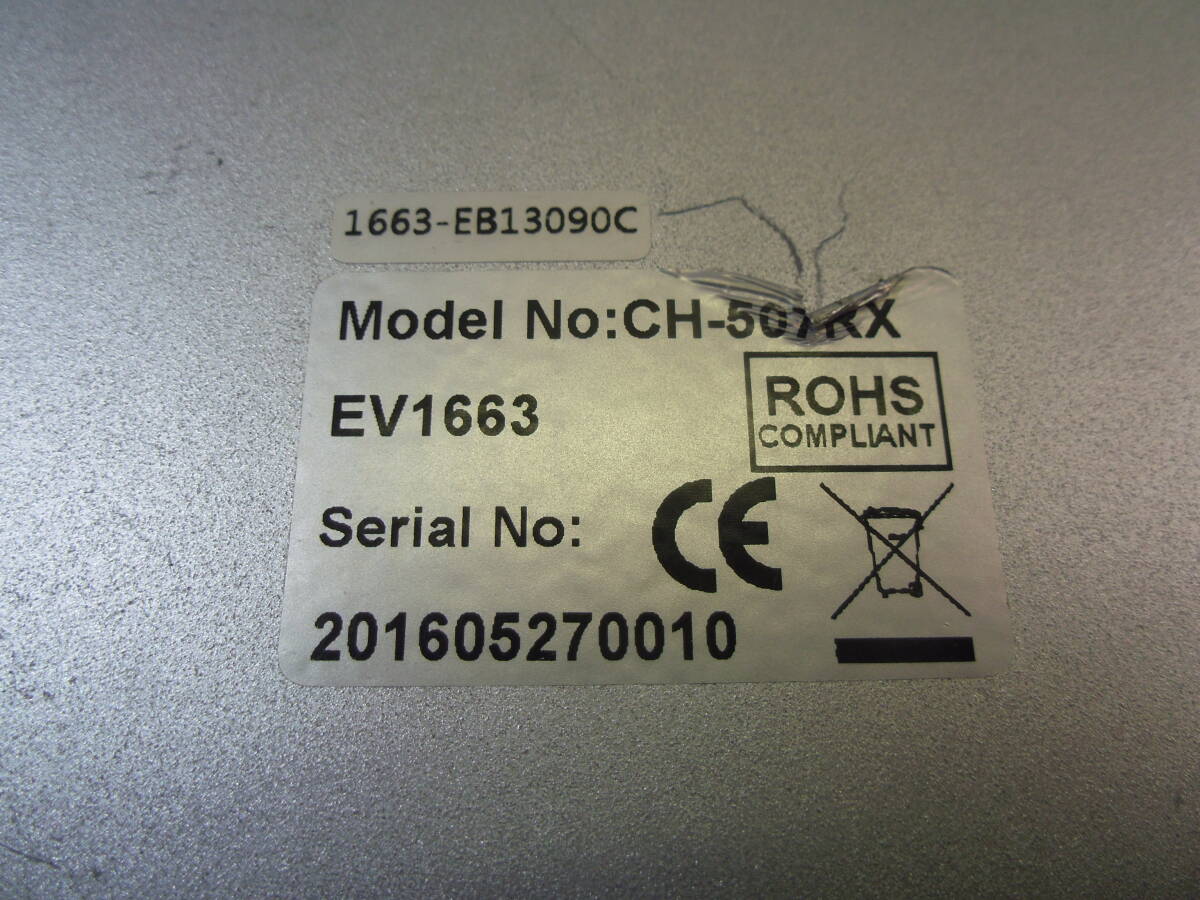 1663-EB13090C
Model No:CH-507RX
EV1663
ROHS
COMPLIANT
Serial No:
CE
201605270010